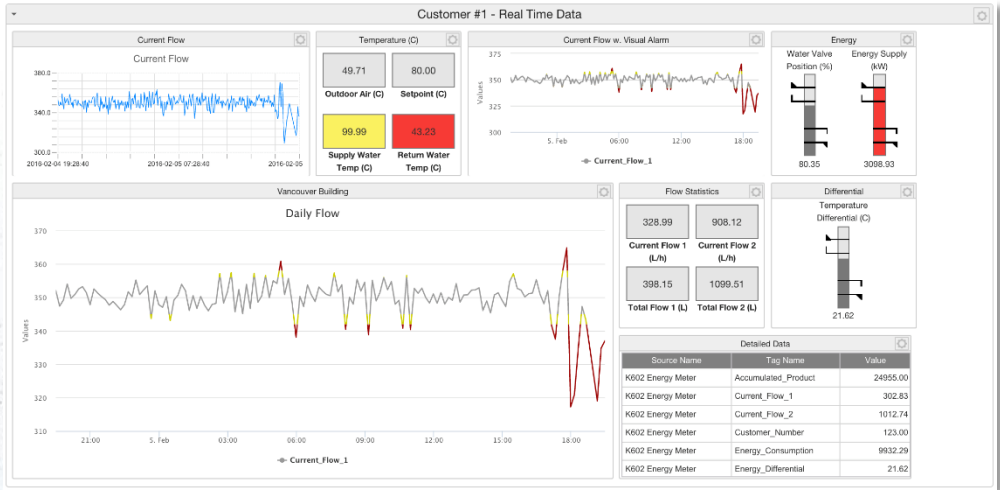 Customer #1 - Real Time Data
Current Flow
Current Flow
380.0
340.0
300.0
2016-02-04 19:28:40
2016-02-05 07:28:40
2016-02-05
Temperature (C)
49.71
80.00
Outdoor Air (C)
Setpoint (C)
99.99
43.23
Supply Water
Temp (C)
Return Water
Temp (C)
Current Flow w. Visual Alarm
375
350
325
300
Values
5. Feb
06:00
12:00
18:00
Current_Flow_1
Energy
Water Valve
Position (%)
Energy Supply
(kW)
80.35
3098.93
Vancouver Building
Daily Flow
370
360
350
340
330
320
310
Values
21:00
5. Feb
03:00
06:00
09:00
12:00
15:00
18:00
Current_Flow_1
Flow Statistics
328.99
908.12
Current Flow 1
(L/h)
Current Flow 2
(L/h)
398.15
1099.51
Total Flow 1 (L)
Total Flow 2 (L)
Differential
Temperature
Differential (C)
21.62
Detailed Data
Source Name Tag Name Value
K602 Energy Meter Accumulated_Product 24955.00
K602 Energy Meter Current_Flow_1 302.83
K602 Energy Meter Current_Flow_2 1012.74
K602 Energy Meter Customer_Number 123.00
K602 Energy Meter Energy_Consumption 9932.29
K602 Energy Meter Energy_Differential 21.62